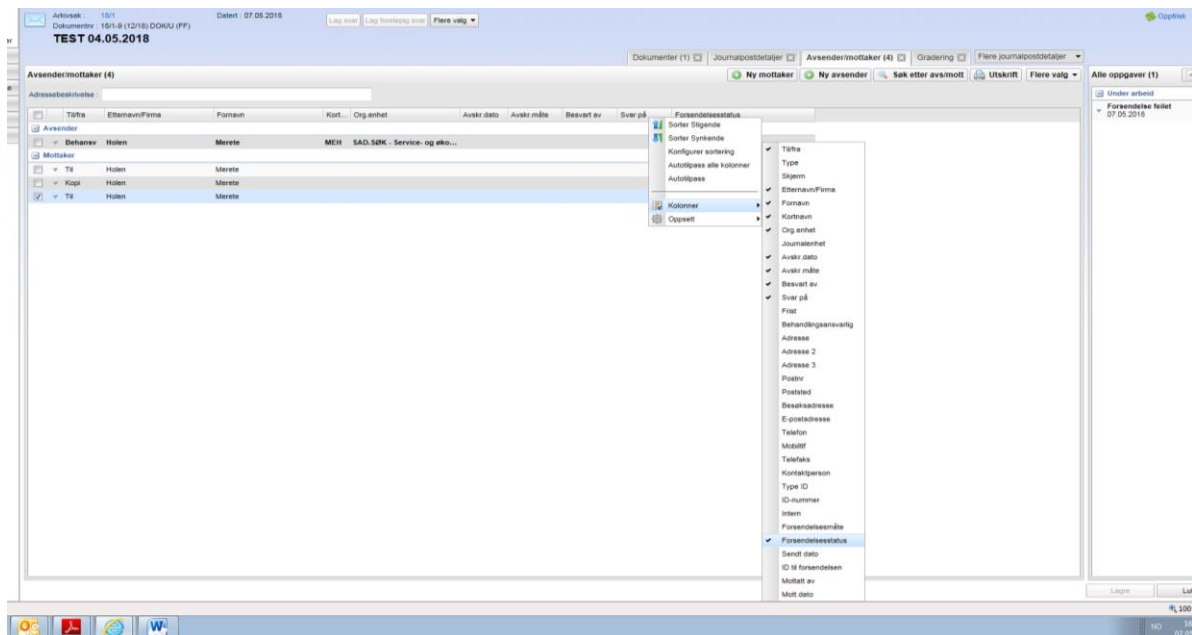 Arkivsak : 16/1 Datert : 07.05.2018 Lag svar Lag foreløpig svar Flere valg
Dokumentnr : 16/1-9 (12/18) DOK/U (FF)
TEST 04.05.2018
Oppfrisk
Dokumenter (1) Journalpostdetaljer Avsender/mottaker (4) Gradering Flere journalpostdetaljer
Avsender/mottaker (4) Ny mottaker Ny avsender Søk etter avs/mott Utskrift Flere valg
Adressebeskrivelse :
Til/fra Etternavn/Firma Fornavn Kort... Org.enhet Avskr.dato Avskr.måte Besvart av Svar på Forsendelsesstatus
Avsender
Behansv Holen Merete MEH SAD.SØK - Service- og øko...
Mottaker
Til Holen Merete
Kopi Holen Merete
Til Holen Merete
Sorter Stigende
Sorter Synkende
Konfigurer sortering
Autotilpass alle kolonner
Autotilpass
Kolonner
Oppsett
Til/fra
Type
Skjerm
Etternavn/Firma
Fornavn
Kortnavn
Org.enhet
Journalenhet
Avskr.dato
Avskr.måte
Besvart av
Svar på
Frist
Behandlingsansvarlig
Adresse
Adresse 2
Adresse 3
Postnr
Poststed
Besøksadresse
E-postadresse
Telefon
Mobiltlf
Telefaks
Kontaktperson
Type ID
ID-nummer
Intern
Forsendelsesmåte
Forsendelsesstatus
Sendt dato
ID til forsendelsen
Mottatt av
Mott.dato
Alle oppgaver (1)
Under arbeid
Forsendelse feilet
07.05.2018
Lagre
100
NO